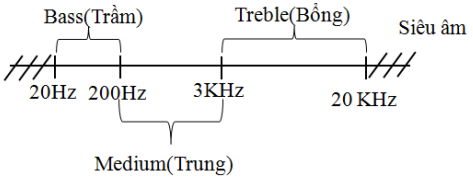 Bass(Trầm)
Treble(Bổng)
Siêu âm
20Hz
200Hz
3KHz
20 KHz
Medium(Trung)